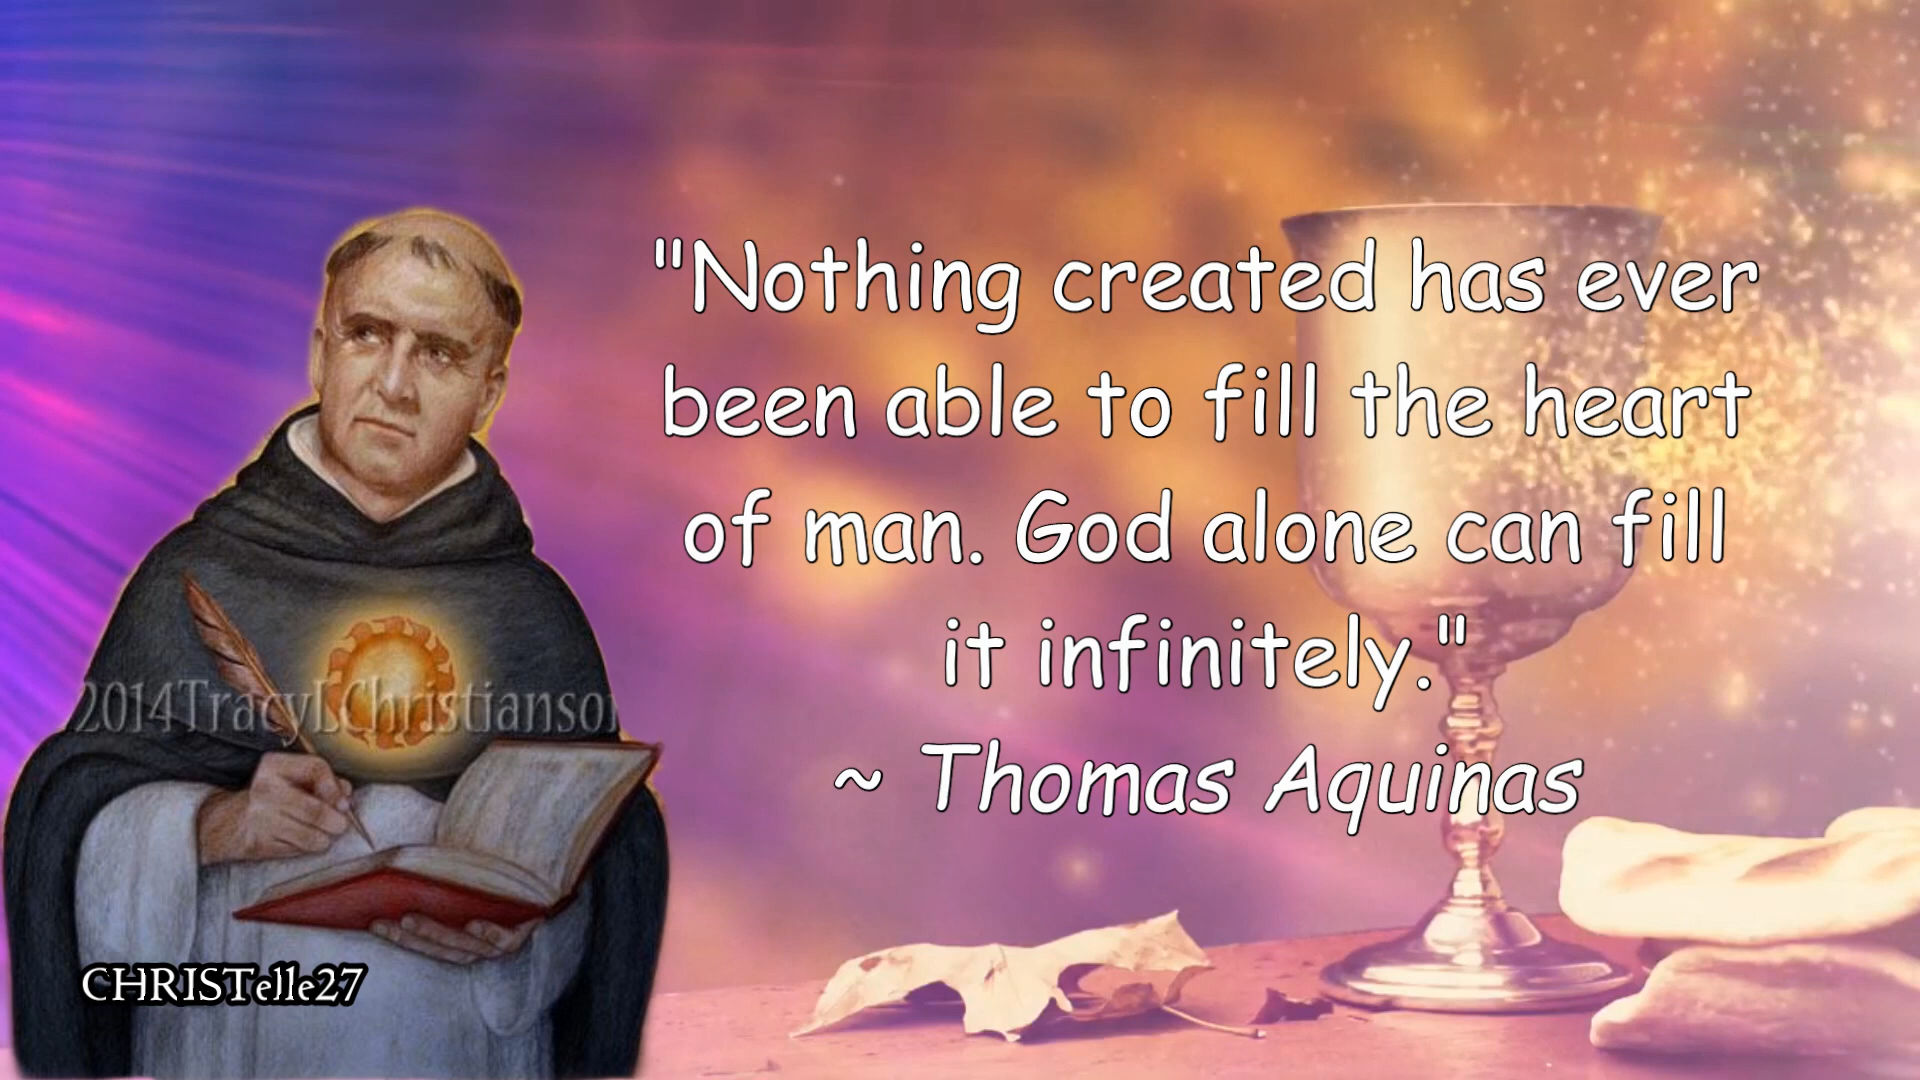 "Nothing created has ever
been able to fill the heart
of man. God alone can fill
it infinitely."
~ Thomas Aquinas
2014TracyLChristianson
CHRISTelle27